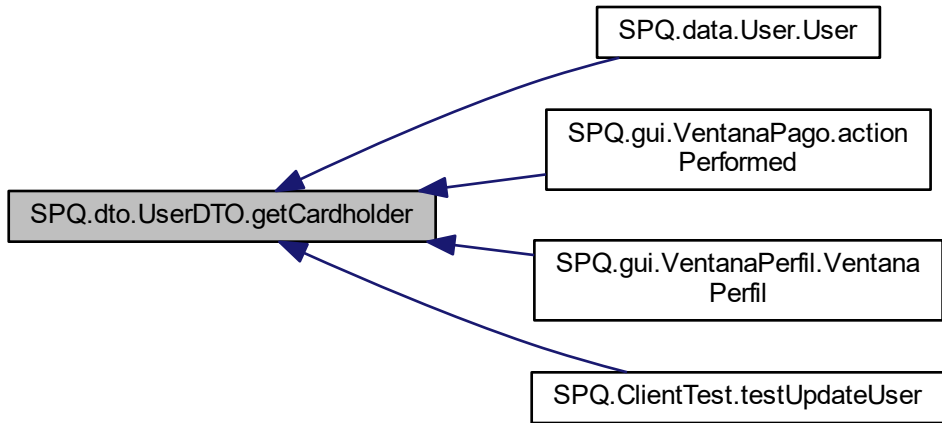 SPQ.data.User.User
SPQ.gui.VentanaPago.action
Performed
SPQ.dto.UserDTO.getCardholder
SPQ.gui.VentanaPerfil.Ventana
Perfil
SPQ.ClientTest.testUpdateUser